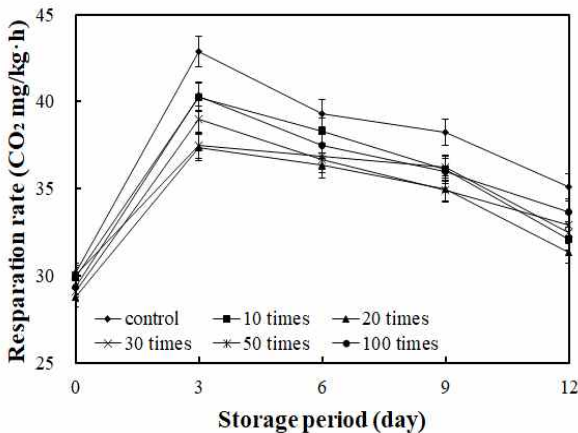 45
40
35
30
25
Resparation rate (CO₂ mg/kg·h)
control 10 times 20 times
30 times 50 times 100 times
0 3 6 9 12
Storage period (day)